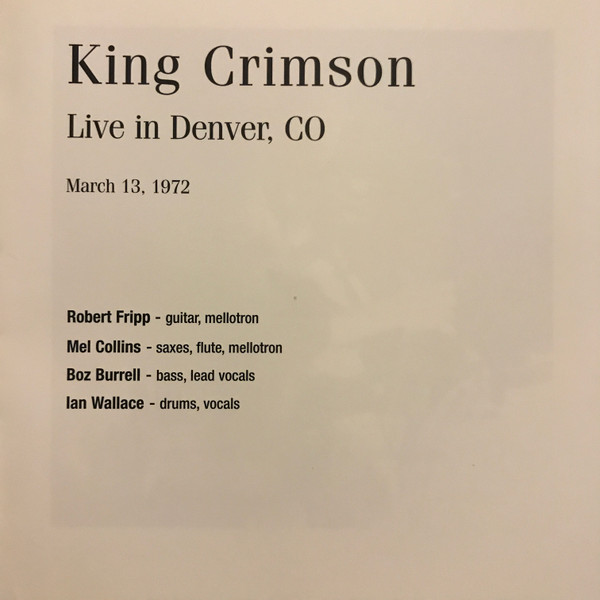 King Crimson
Live in Denver, CO
March 13, 1972
Robert Fripp - guitar, mellotron
Mel Collins - saxes, flute, mellotron
Boz Burrell - bass, lead vocals
Ian Wallace - drums, vocals